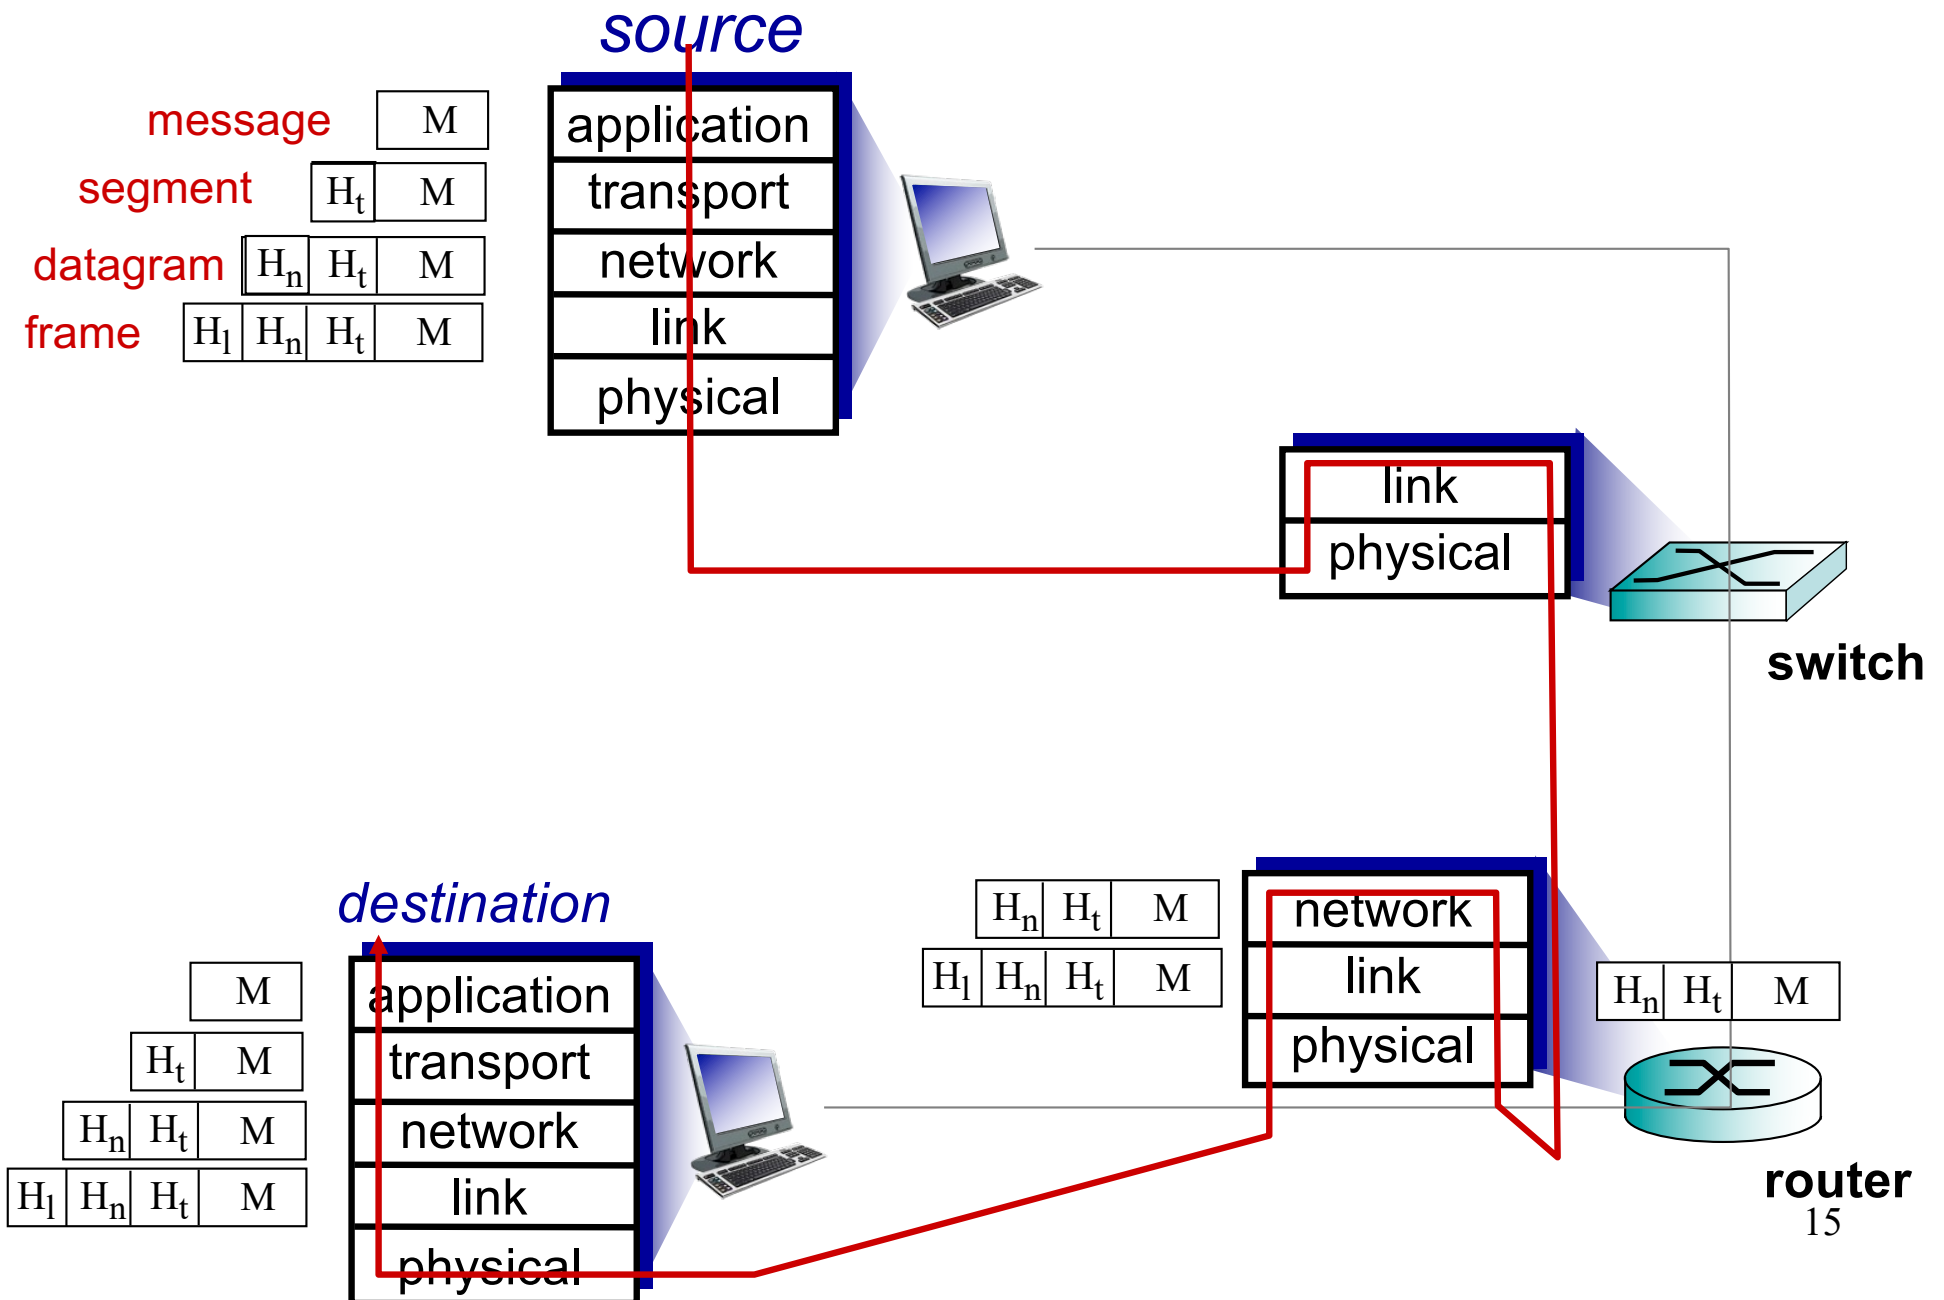 source
message M
segment Ht M
datagram Hn Ht M
frame Hl Hn Ht M
application
transport
network
link
physical
link
physical
switch
destination
M
Ht M
Hn Ht M
Hl Hn Ht M
application
transport
network
link
physical
Hn Ht M
Hl Hn Ht M
network
link
physical
Hn Ht M
router
15